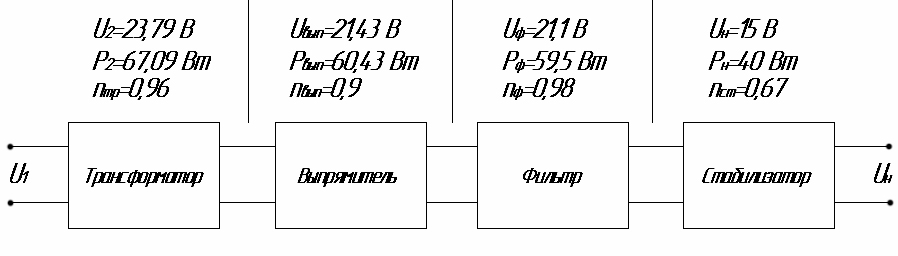 U2=23,79 В
P2=67,09 Вт
ηтр=0,96
Uвып=21,43 В
Pвып=60,43 Вт
ηвып=0,9
Uф=21,1 В
Pф=59,5 Вт
ηф=0,98
Uн=15 В
Pн=40 Вт
ηст=0,67
U1
Трансформатор
Выпрямитель
Фильтр
Стабилизатор
Uн